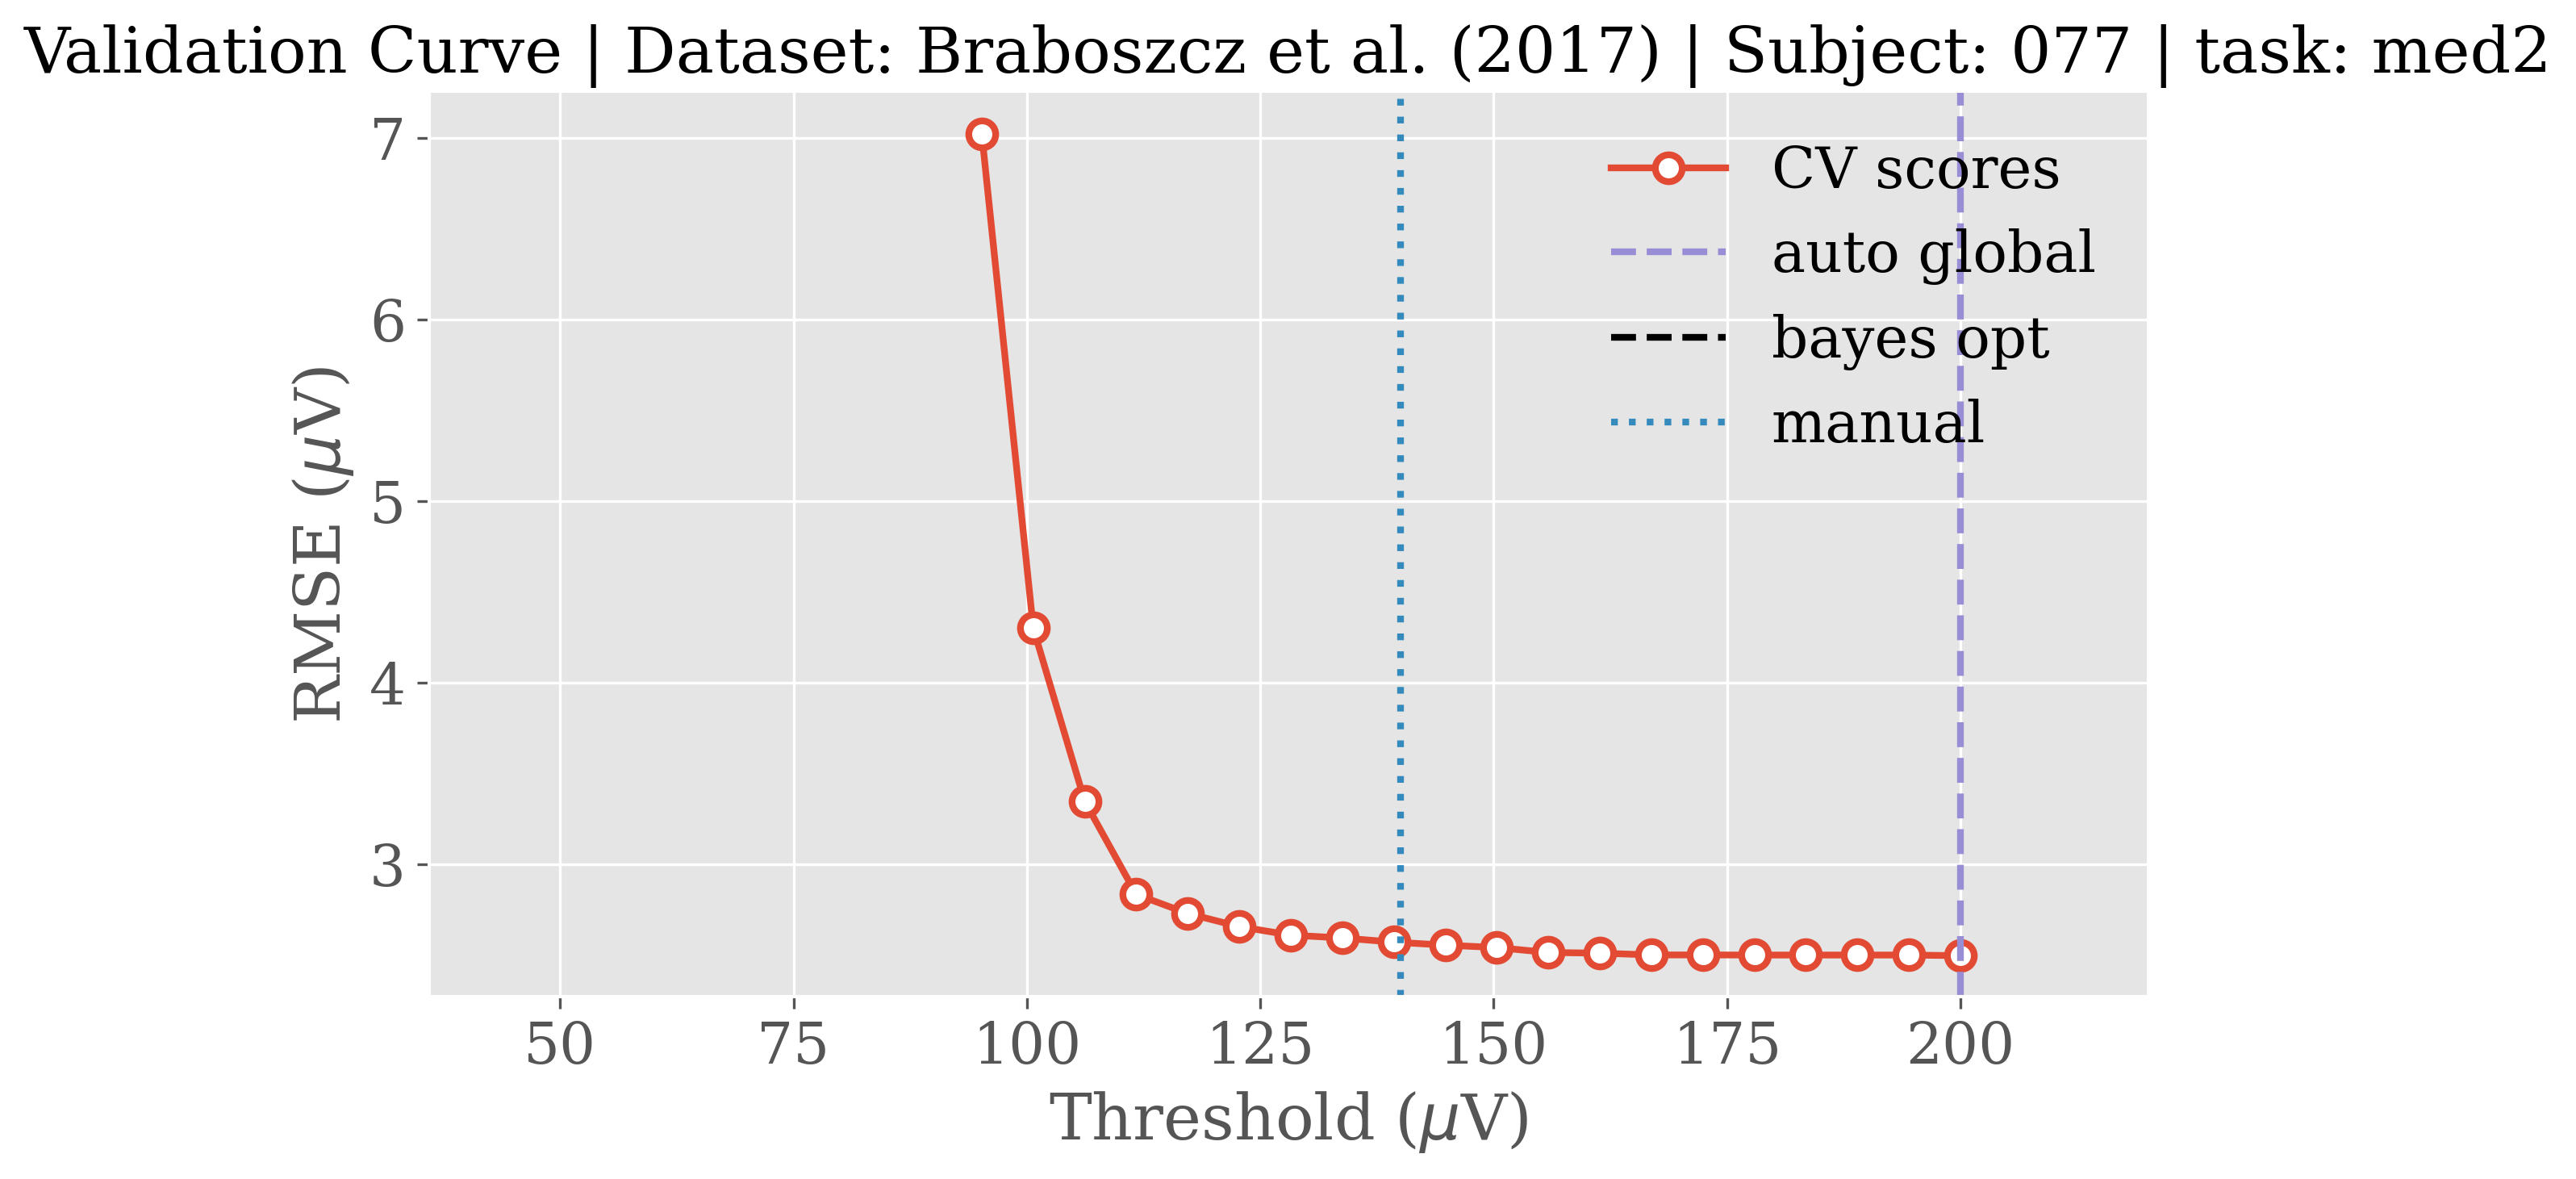 Validation Curve | Dataset: Braboszcz et al. (2017) | Subject: 077 | task: med2
7
6
5
4
3
RMSE (μV)
CV scores
auto global
bayes opt
manual
50 75 100 125 150 175 200
Threshold (μV)